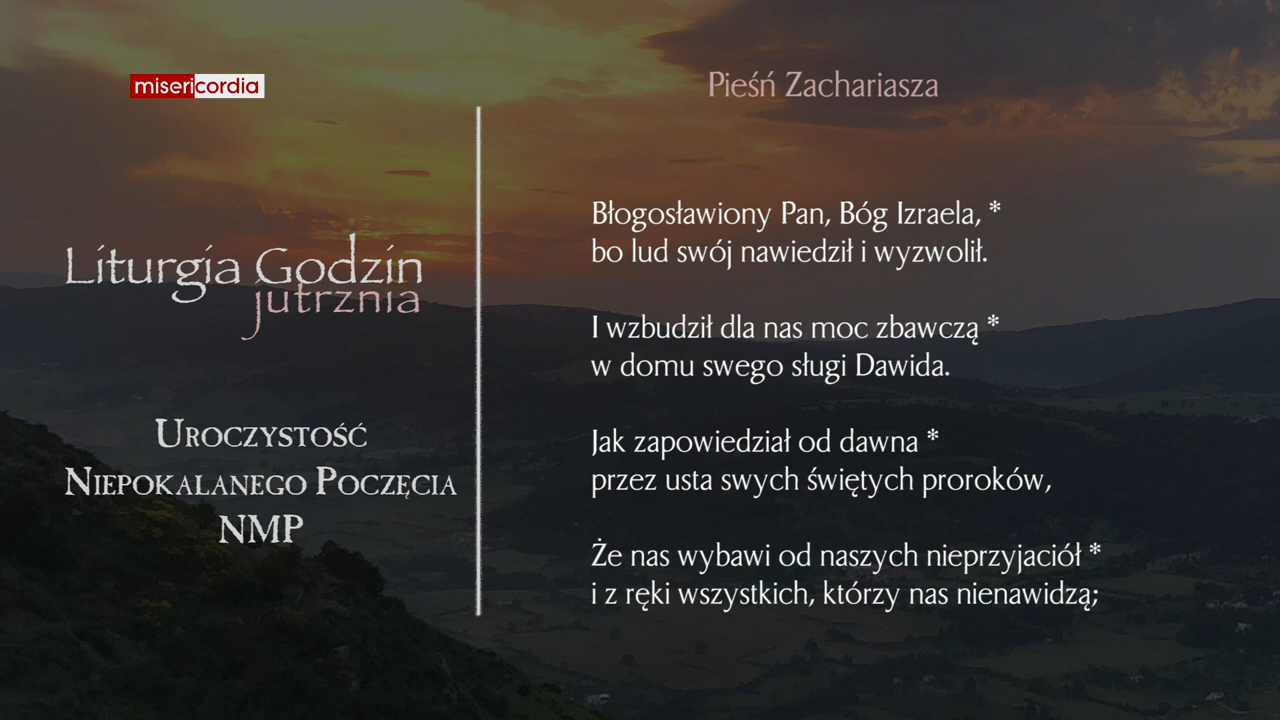 misericordia
Liturgia Godzin
jutrznia
Uroczystość
Niepokalanego Poczęcia
NMP
Pieśń Zachariasza
Błogosławiony Pan, Bóg Izraela, *
bo lud swój nawiedził i wyzwolił.
I wzbudził dla nas moc zbawczą *
w domu swego sługi Dawida.
Jak zapowiedział od dawna *
przez usta swych świętych proroków,
Że nas wybawi od naszych nieprzyjaciół *
i z ręki wszystkich, którzy nas nienawidzą;